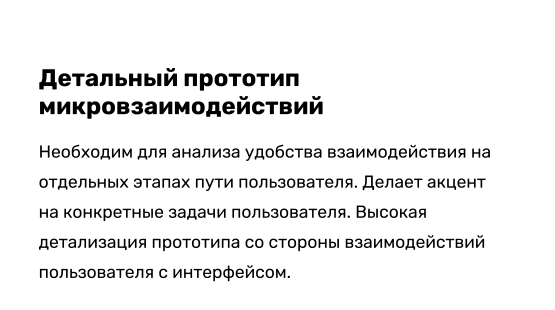 Детальный прототип
микровзаимодействий
Необходим для анализа удобства взаимодействия на
отдельных этапах пути пользователя. Делает акцент
на конкретные задачи пользователя. Высокая
детализация прототипа со стороны взаимодействий
пользователя с интерфейсом.